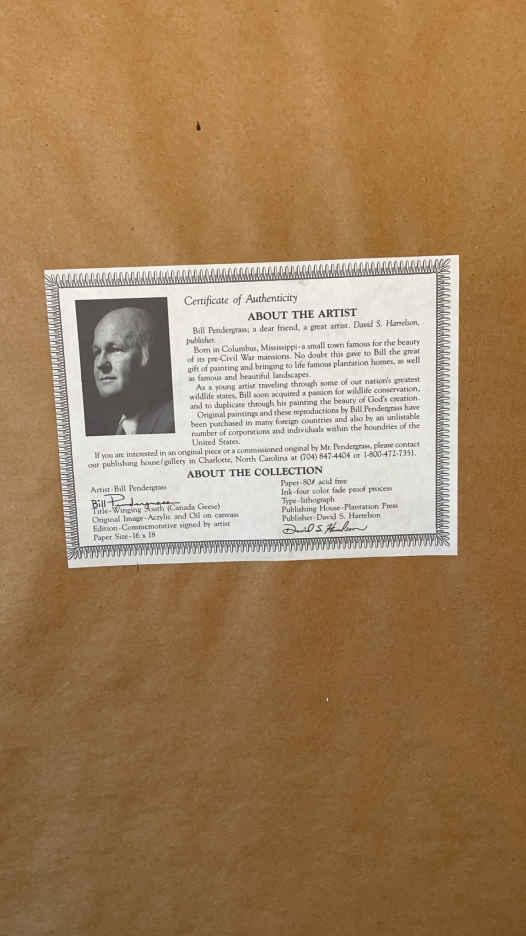 Certificate of Authenticity
ABOUT THE ARTIST
Bill Pendergrass; a dear friend, a great artist. David S. Harrelson,
publisher.
Born in Columbus, Mississippi-a small town famous for the beauty
of its pre-Civil War mansions. No doubt this gave to Bill the great
gift of painting and bringing to life famous plantation homes, as well
as famous and beautiful landscapes.
As a young artist traveling through some of our nation's greatest
wildlife states, Bill soon acquired a passion for wildlife conservation,
and to duplicate through his painting the beauty of God's creation.
Original paintings and these reproductions by Bill Pendergrass have
been purchased in many foreign countries and also by an unlistable
number of corporations and individuals within the boundries of the
United States.
If you are interested in an original piece or a commissioned original by Mr. Pendergrass, please contact
our publishing house/gallery in Charlotte, North Carolina at (704) 847-4404 or 1-800-472-7351.
ABOUT THE COLLECTION
Artist-Bill Pendergrass
Bill Pendergrass
Title-Winging South (Canada Geese)
Original Image-Acrylic and Oil on canvass
Edition-Commemorative signed by artist
Paper Size-16 x 18
Paper-80# acid free
Ink-four color fade proof process
Type-lithograph
Publishing House-Plantation Press
Publisher-David S. Harrelson
David S. Harrelson